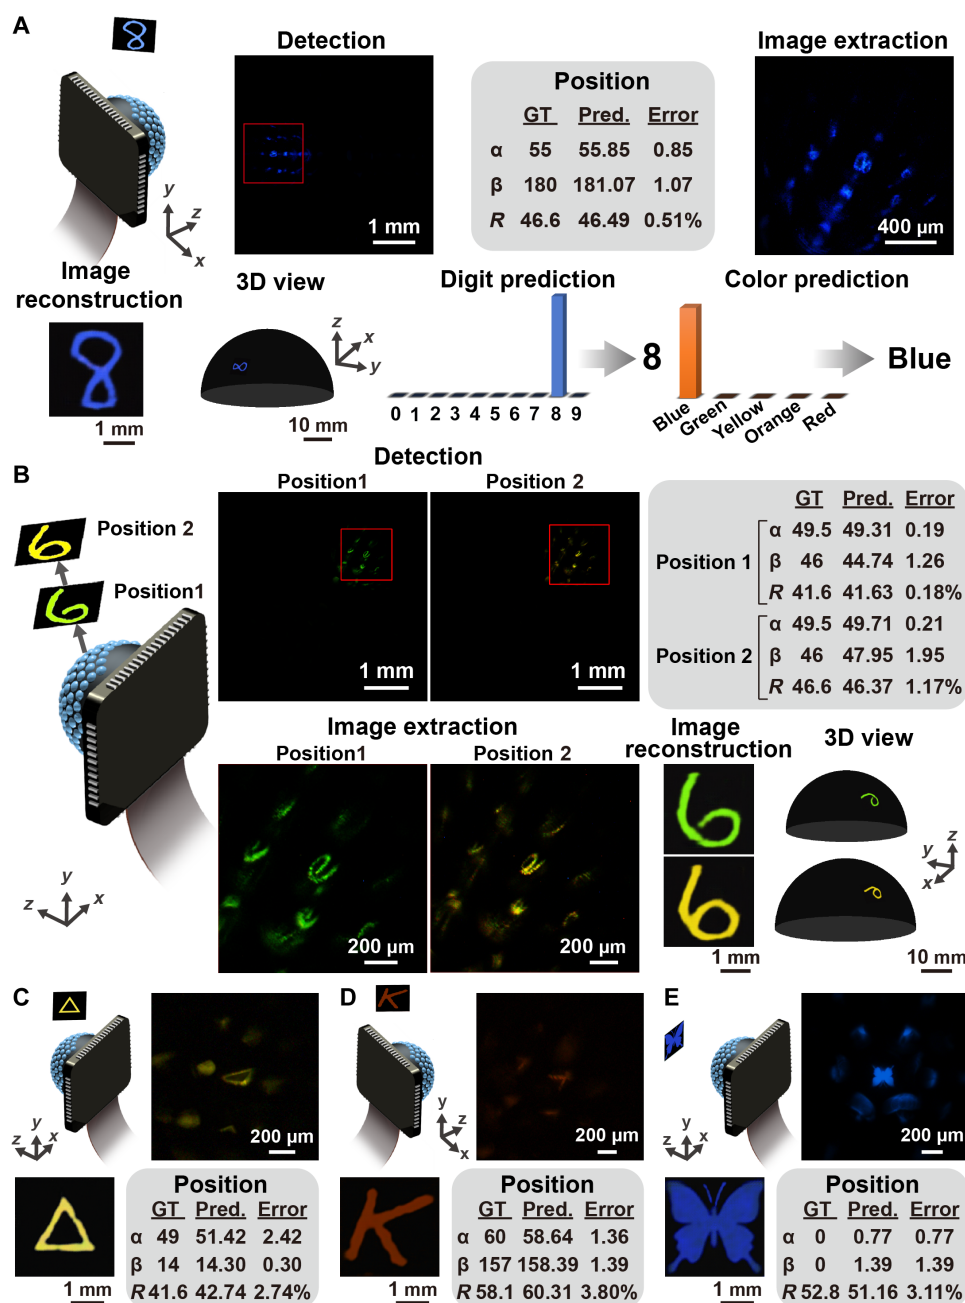 A
Detection
Image extraction
Position
GT Pred. Error
α 55 55.85 0.85
β 180 181.07 1.07
R 46.6 46.49 0.51%
y
z
x
1 mm
400 μm
Image
reconstruction
3D view
Digit prediction
Color prediction
8
z
x
y
8
Blue
1 mm
10 mm
0 1 2 3 4 5 6 7 8 9
Blue
Green
Yellow
Orange
Red
B
Detection
Position1
Position 2
Position 2
6
Position1
6
1 mm
1 mm
GT Pred. Error
Position 1
α 49.5 49.31 0.19
β 46 44.74 1.26
R 41.6 41.63 0.18%
Position 2
α 49.5 49.71 0.21
β 46 47.95 1.95
R 46.6 46.37 1.17%
Image extraction
Position1
Position 2
Image
reconstruction
3D view
6
6
y
z
x
200 μm
200 μm
z
y
x
1 mm
10 mm
C
y
z
x
200 μm
Position
GT Pred. Error
α 49 51.42 2.42
β 14 14.30 0.30
R 41.6 42.74 2.74%
1 mm
D
K
y
z
x
200 μm
K
Position
GT Pred. Error
α 60 58.64 1.36
β 157 158.39 1.39
R 58.1 60.31 3.80%
1 mm
E
y
z
x
200 μm
Position
GT Pred. Error
α 0 0.77 0.77
β 0 1.39 1.39
R 52.8 51.16 3.11%
1 mm